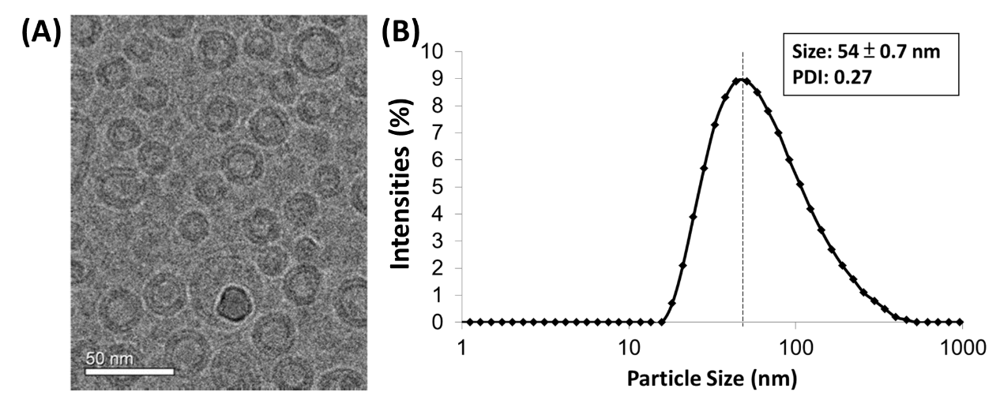 (A)
50 nm
(B)
Intensities (%)
10
9
8
7
6
5
4
3
2
1
0
1
10
100
1000
Particle Size (nm)
Size: 54 ± 0.7 nm
PDI: 0.27